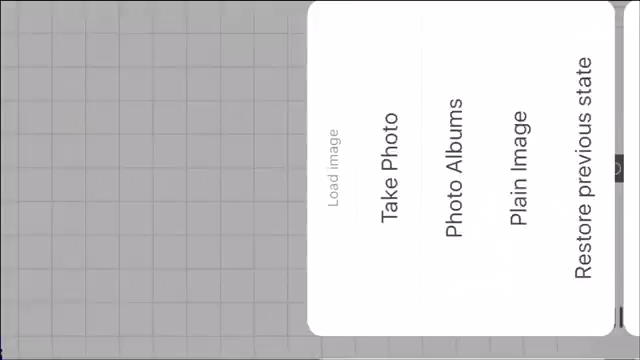 Load image
Take Photo
Photo Albums
Plain Image
Restore previous state